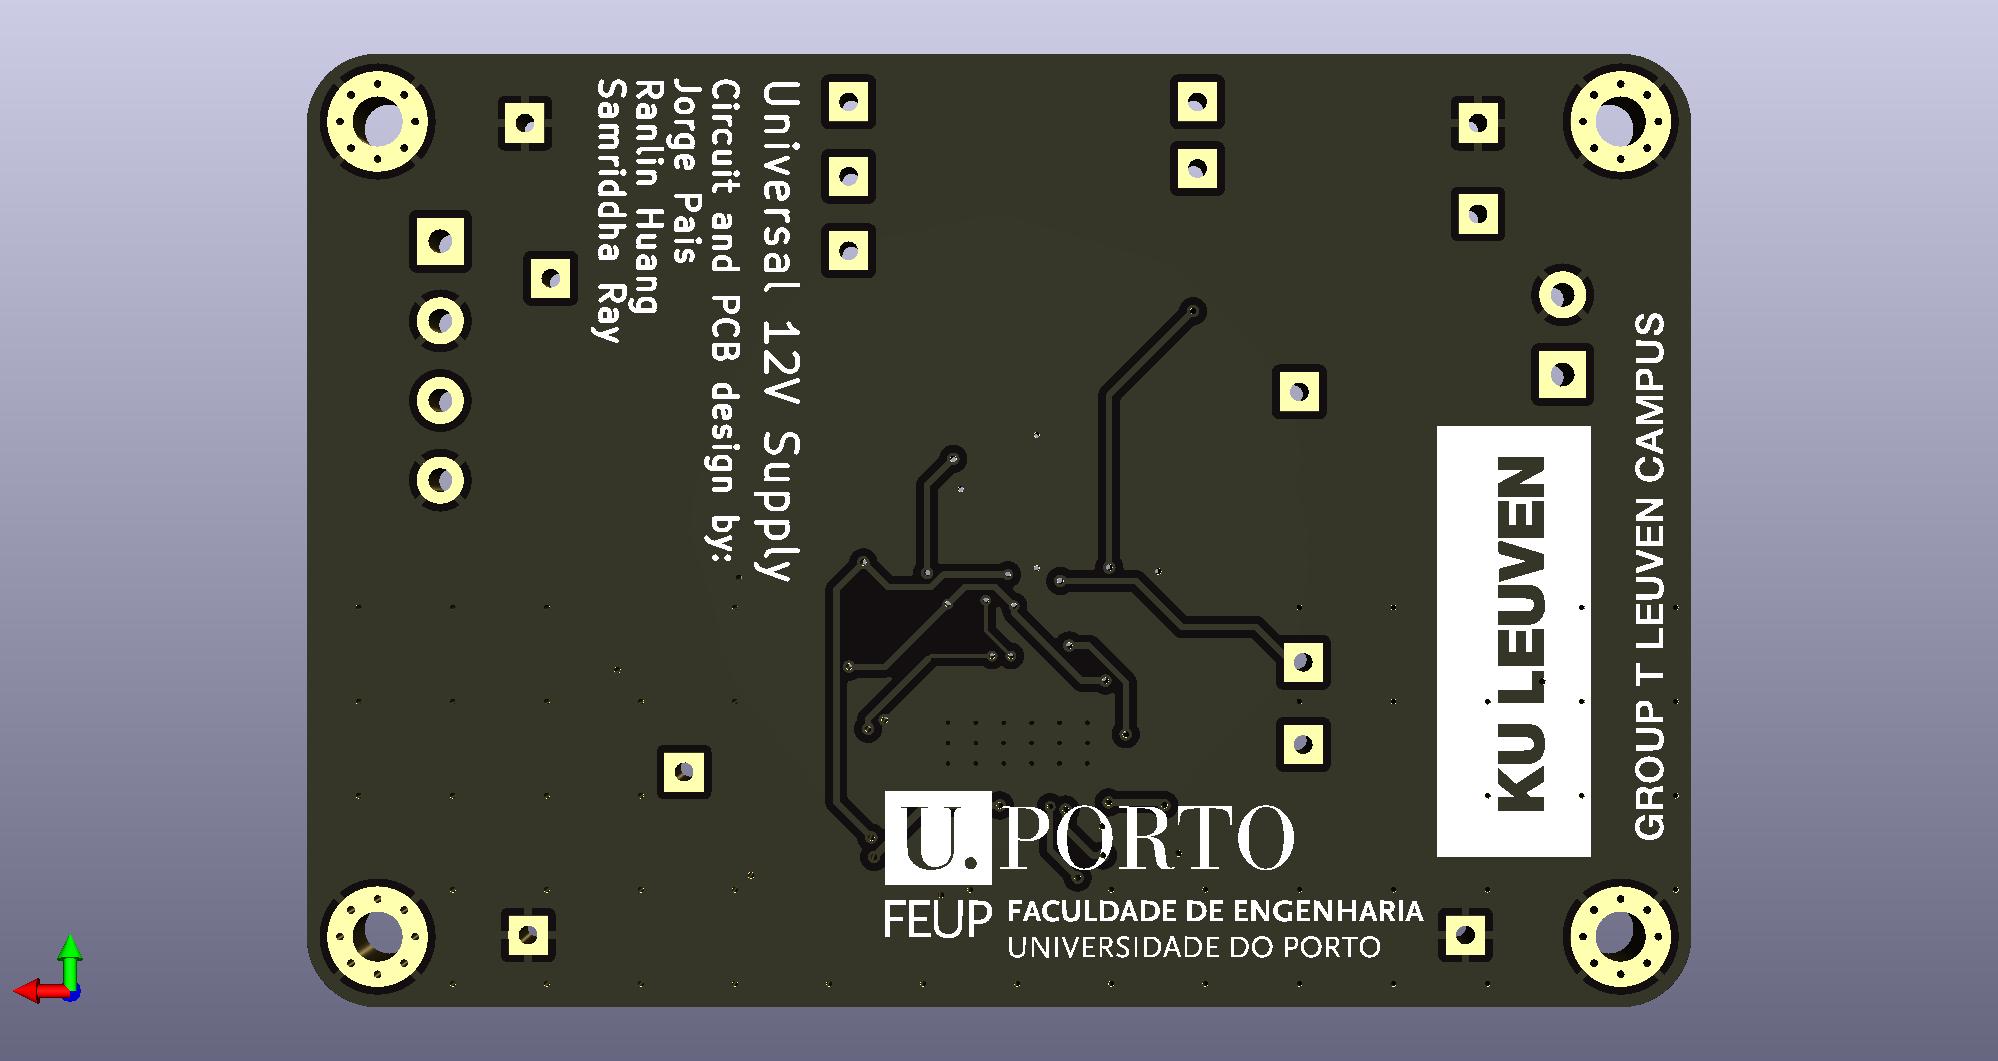 Universal 12V Supply
Circuit and PCB design by:
Jorge Pais
Ranlin Huang
Samriddha Ray
KU LEUVEN
GROUP T LEUVEN CAMPUS
U. PORTO
FEUP FACULDADE DE ENGENHARIA
UNIVERSIDADE DO PORTO